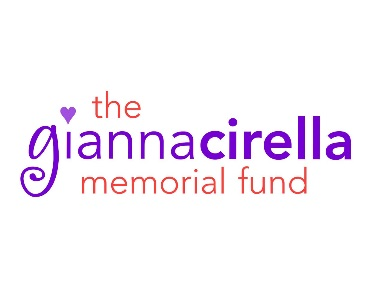 the
giannacirella
memorial fund